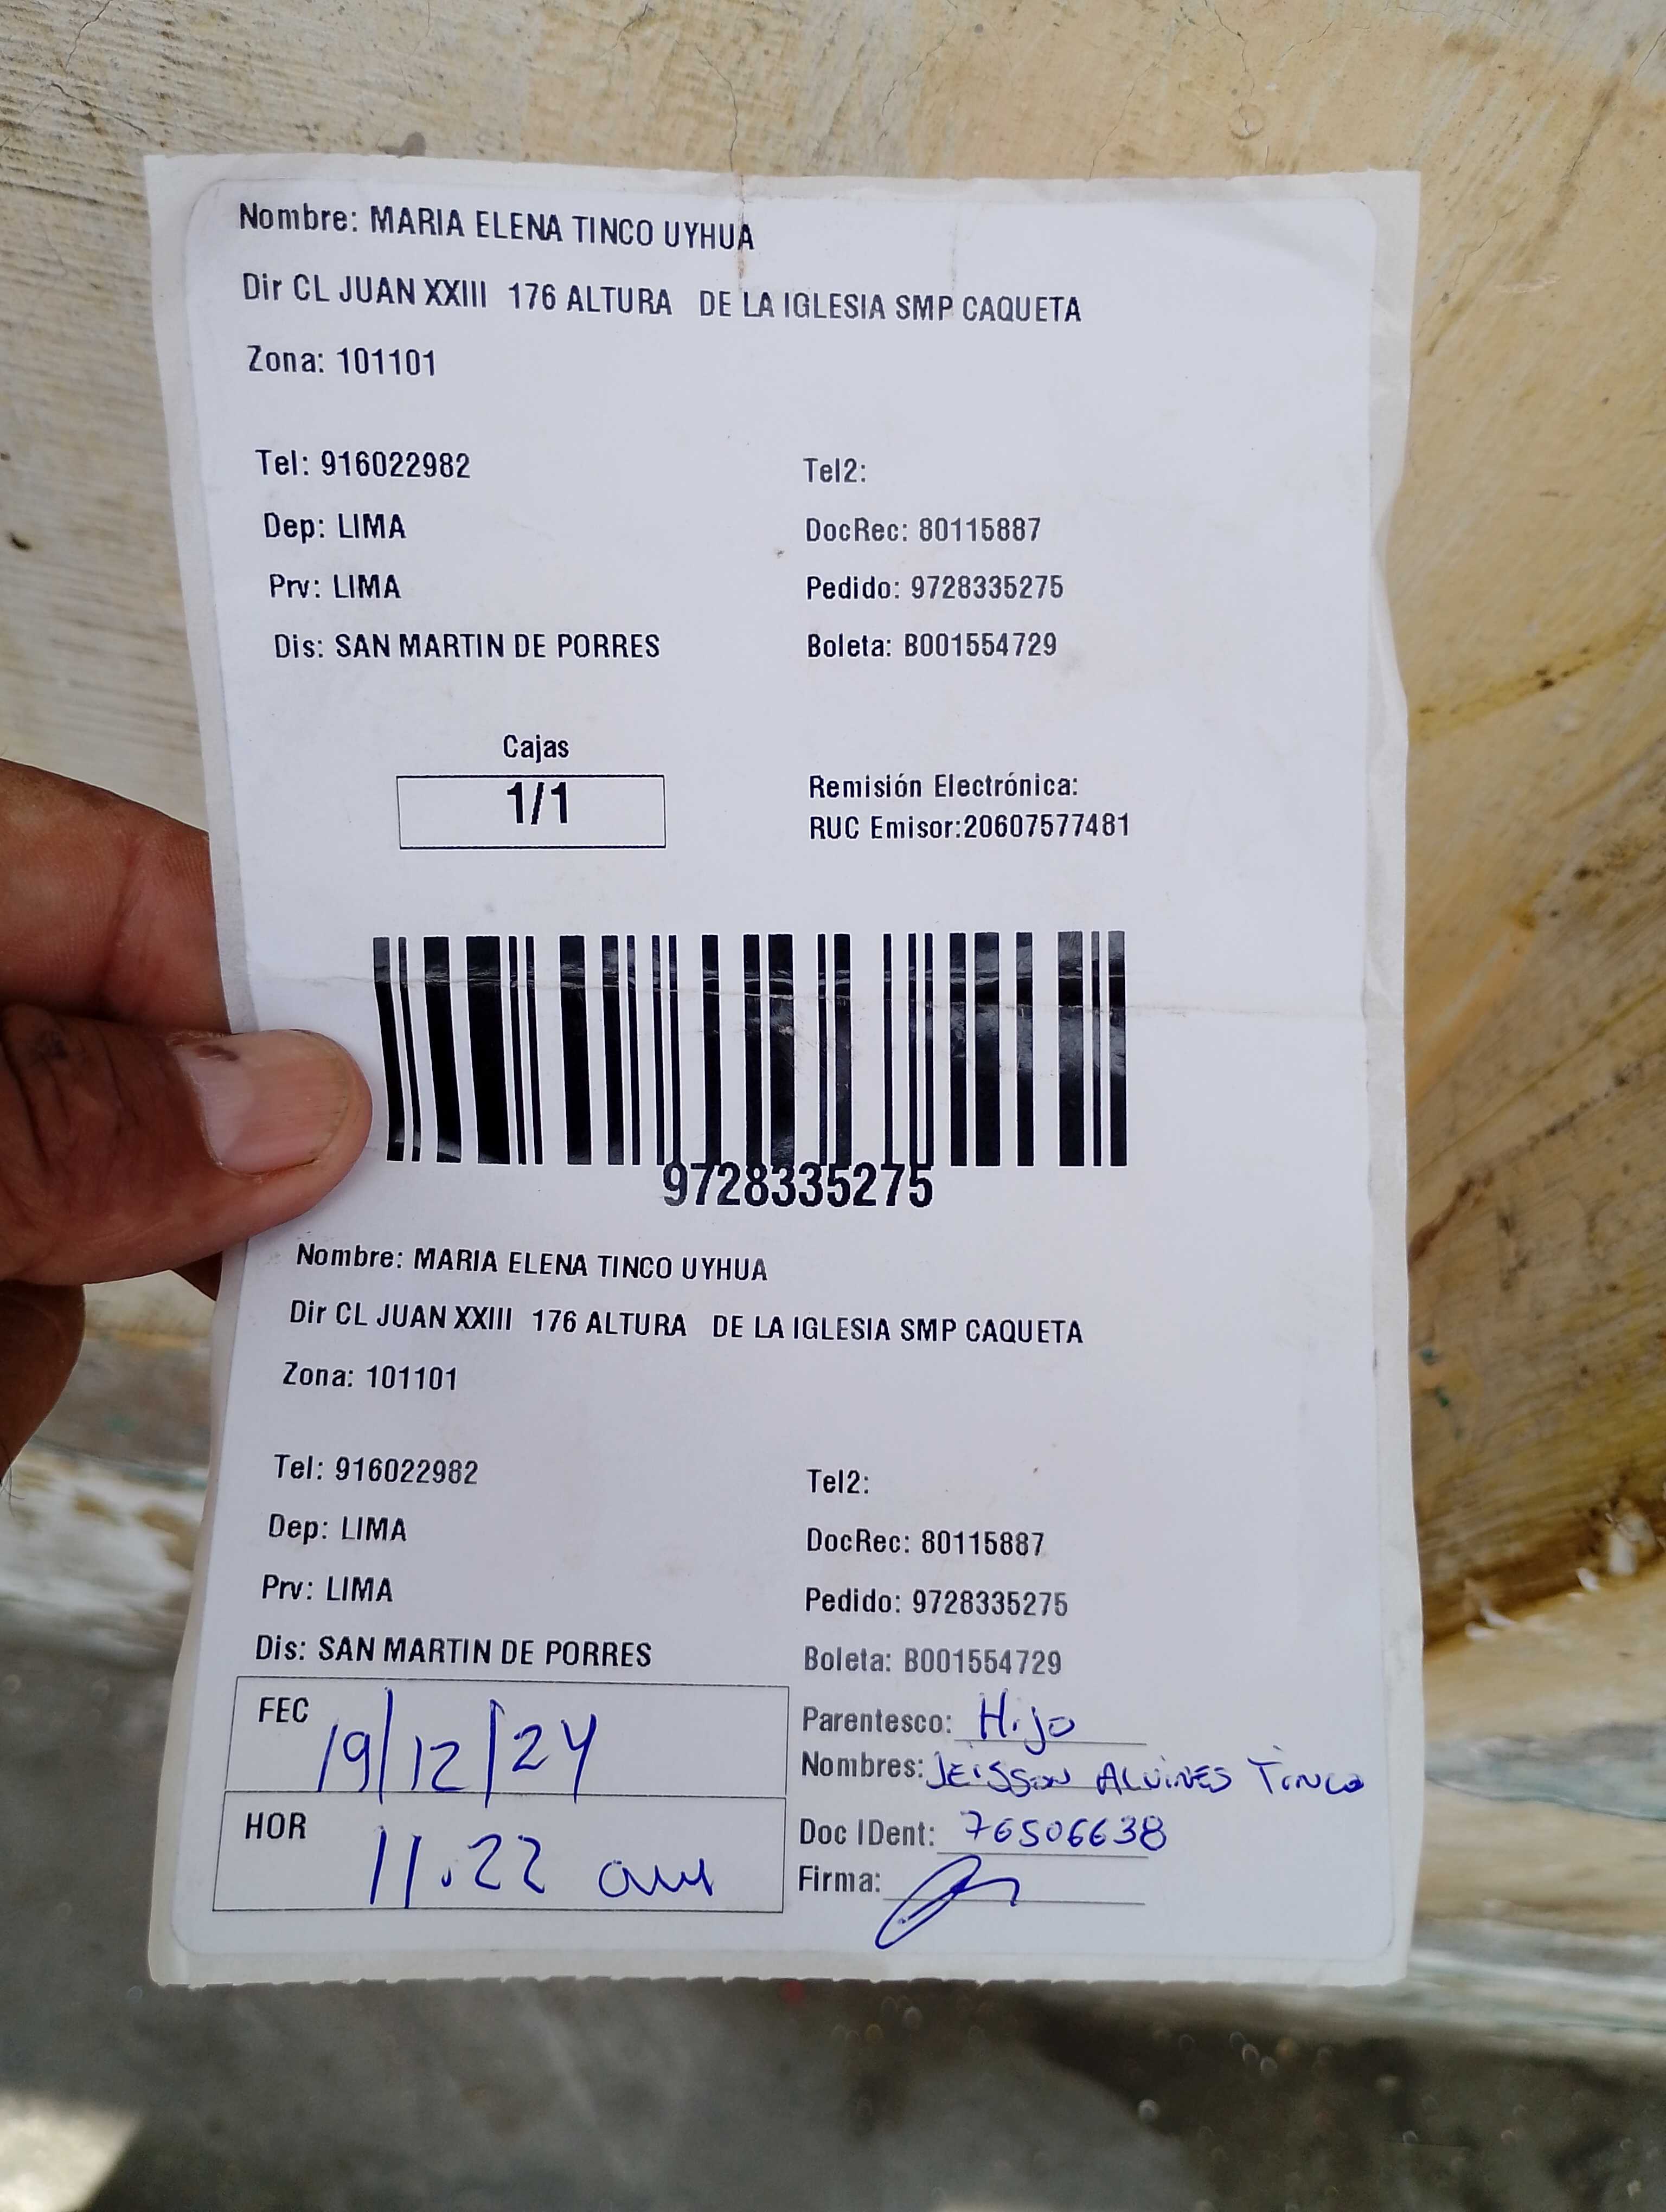 Nombre: MARIA ELENA TINCO UYHUA
Dir CL JUAN XXIII 176 ALTURA DE LA IGLESIA SMP CAQUETA
Zona: 101101
Tel: 916022982 Tel2:
Dep: LIMA DocRec: 80115887
Prv: LIMA Pedido: 9728335275
Dis: SAN MARTIN DE PORRES Boleta: B001554729
Cajas
1/1
Remisión Electrónica:
RUC Emisor:20607577481
9728335275
Nombre: MARIA ELENA TINCO UYHUA
Dir CL JUAN XXIII 176 ALTURA DE LA IGLESIA SMP CAQUETA
Zona: 101101
Tel: 916022982 Tel2:
Dep: LIMA DocRec: 80115887
Prv: LIMA Pedido: 9728335275
Dis: SAN MARTIN DE PORRES Boleta: B001554729
FEC 19/12/24
HOR 11.22 am
Parentesco: Hijo
Nombres: JEISSON ALVINES TINCO
Doc IDent: 76506638
Firma: